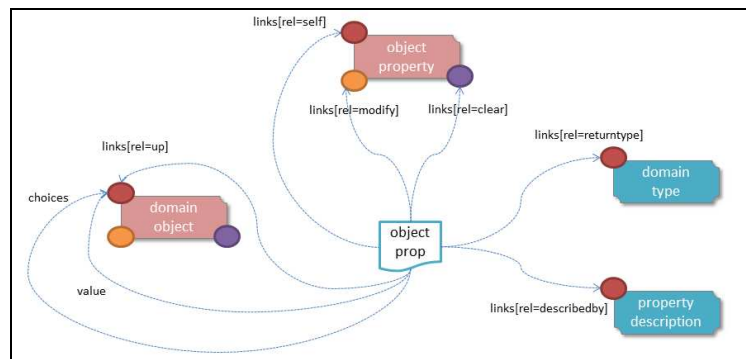 links[rel=self]
object
property
links[rel=modify]
links[rel=clear]
links[rel=returntype]
domain
type
links[rel=up]
choices
domain
object
object
prop
value
links[rel=describedby]
property
description